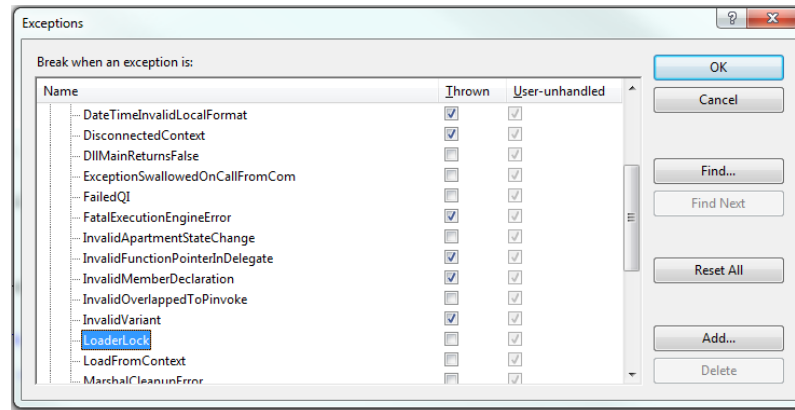 Exceptions
Break when an exception is:
Name Thrown User-unhandled
DateTimeInvalidLocalFormat
DisconnectedContext
DllMainReturnsFalse
ExceptionSwallowedOnCallFromCom
FailedQI
FatalExecutionEngineError
InvalidApartmentStateChange
InvalidFunctionPointerInDelegate
InvalidMemberDeclaration
InvalidOverlappedToPinvoke
InvalidVariant
LoaderLock
LoadFromContext
MarshalCleanupError
OK
Cancel
Find...
Find Next
Reset All
Add...
Delete